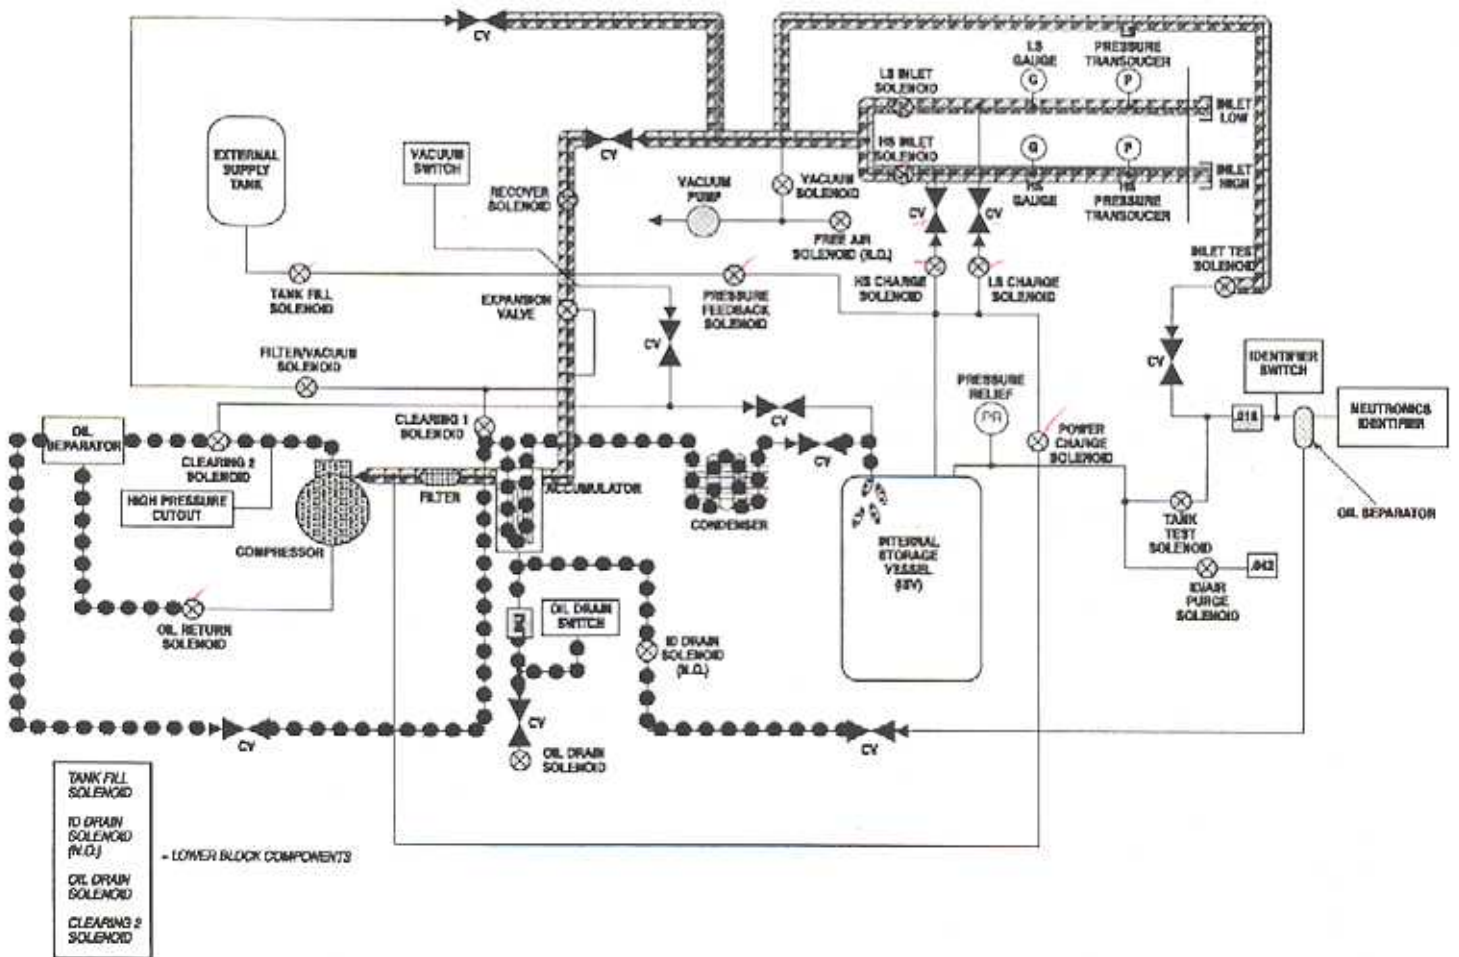 CV
LS
GAUGE
LS
PRESSURE
TRANSDUCER
LS INLET
SOLENOID
G
P
INLET
LOW
EXTERNAL
SUPPLY
TANK
VACUUM
SWITCH
CV
HS INLET
SOLENOID
G
P
INLET
HIGH
RECOVER
SOLENOID
VACUUM
PUMP
VACUUM
SOLENOID
CV
CV
HS
GAUGE
HS
PRESSURE
TRANSDUCER
FREE AIR
SOLENOID (N.O.)
INLET TEST
SOLENOID
TANK FILL
SOLENOID
EXPANSION
VALVE
PRESSURE
FEEDBACK
SOLENOID
HS CHARGE
SOLENOID
LS CHARGE
SOLENOID
CV
CV
FILTER/VACUUM
SOLENOID
IDENTIFIER
SWITCH
PRESSURE
RELIEF
PR
OIL
SEPARATOR
CLEARING 1
SOLENOID
CV
POWER
CHARGE
SOLENOID
NEUTRONICS
IDENTIFIER
CLEARING 2
SOLENOID
CV
HIGH PRESSURE
CUTOUT
FILTER
ACCUMULATOR
CONDENSER
OIL SEPARATOR
COMPRESSOR
INTERNAL
STORAGE
VESSEL
(ISV)
TANK
TEST
SOLENOID
.042
ID/AIR
PURGE
SOLENOID
OIL RETURN
SOLENOID
OIL DRAIN
SWITCH
ID DRAIN
SOLENOID
(N.O.)
CV
CV
CV
OIL DRAIN
SOLENOID
TANK FILL
SOLENOID
ID DRAIN
SOLENOID
(N.O.)
OIL DRAIN
SOLENOID
CLEARING 2
SOLENOID
= LOWER BLOCK COMPONENTS